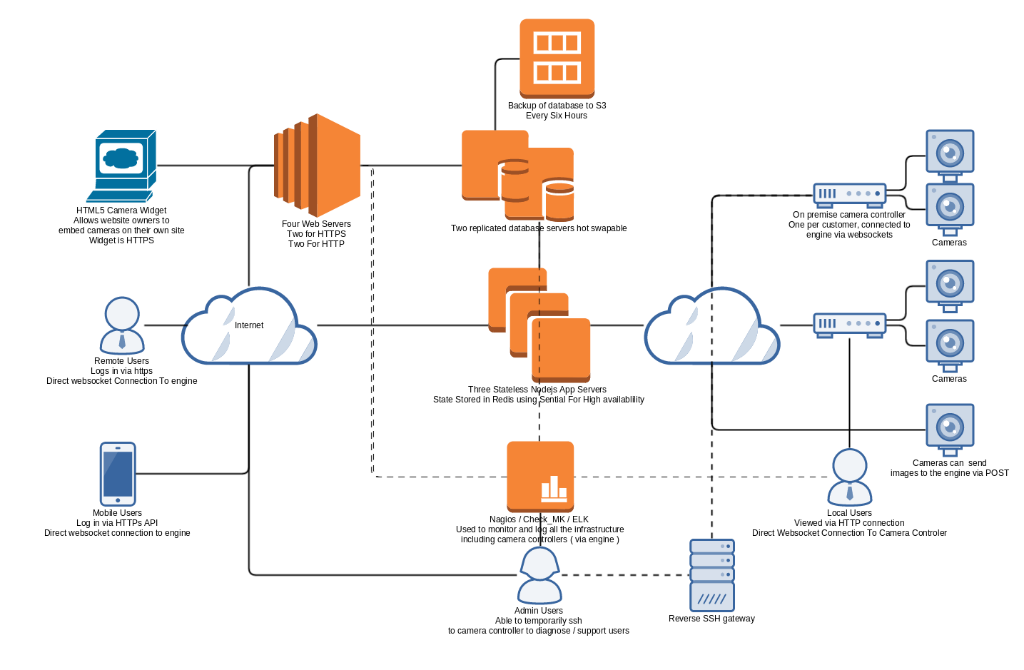 Backup of database to S3
Every Six Hours
HTML5 Camera Widget
Allows website owners to
embed cameras on their own site
Widget is HTTPS
Four Web Servers
Two for HTTPS
Two For HTTP
Two replicated database servers hot swapable
On premise camera controller
One per customer, connected to
engine via websockets
Cameras
Internet
Remote Users
Logs in via https
Direct websocket Connection To engine
Three Stateless Nodejs App Servers
State Stored in Redis using Sential For High availablility
Cameras
Cameras can send
images to the engine via POST
Mobile Users
Log in via HTTPs API
Direct websocket connection to engine
Nagios / Check_MK / ELK
Used to monitor and log all the infrastructure
including camera controllers ( via engine )
Local Users
Viewed via HTTP connection
Direct Websocket Connection To Camera Controler
Admin Users
Able to temporarily ssh
to camera controller to diagnose / support users
Reverse SSH gateway